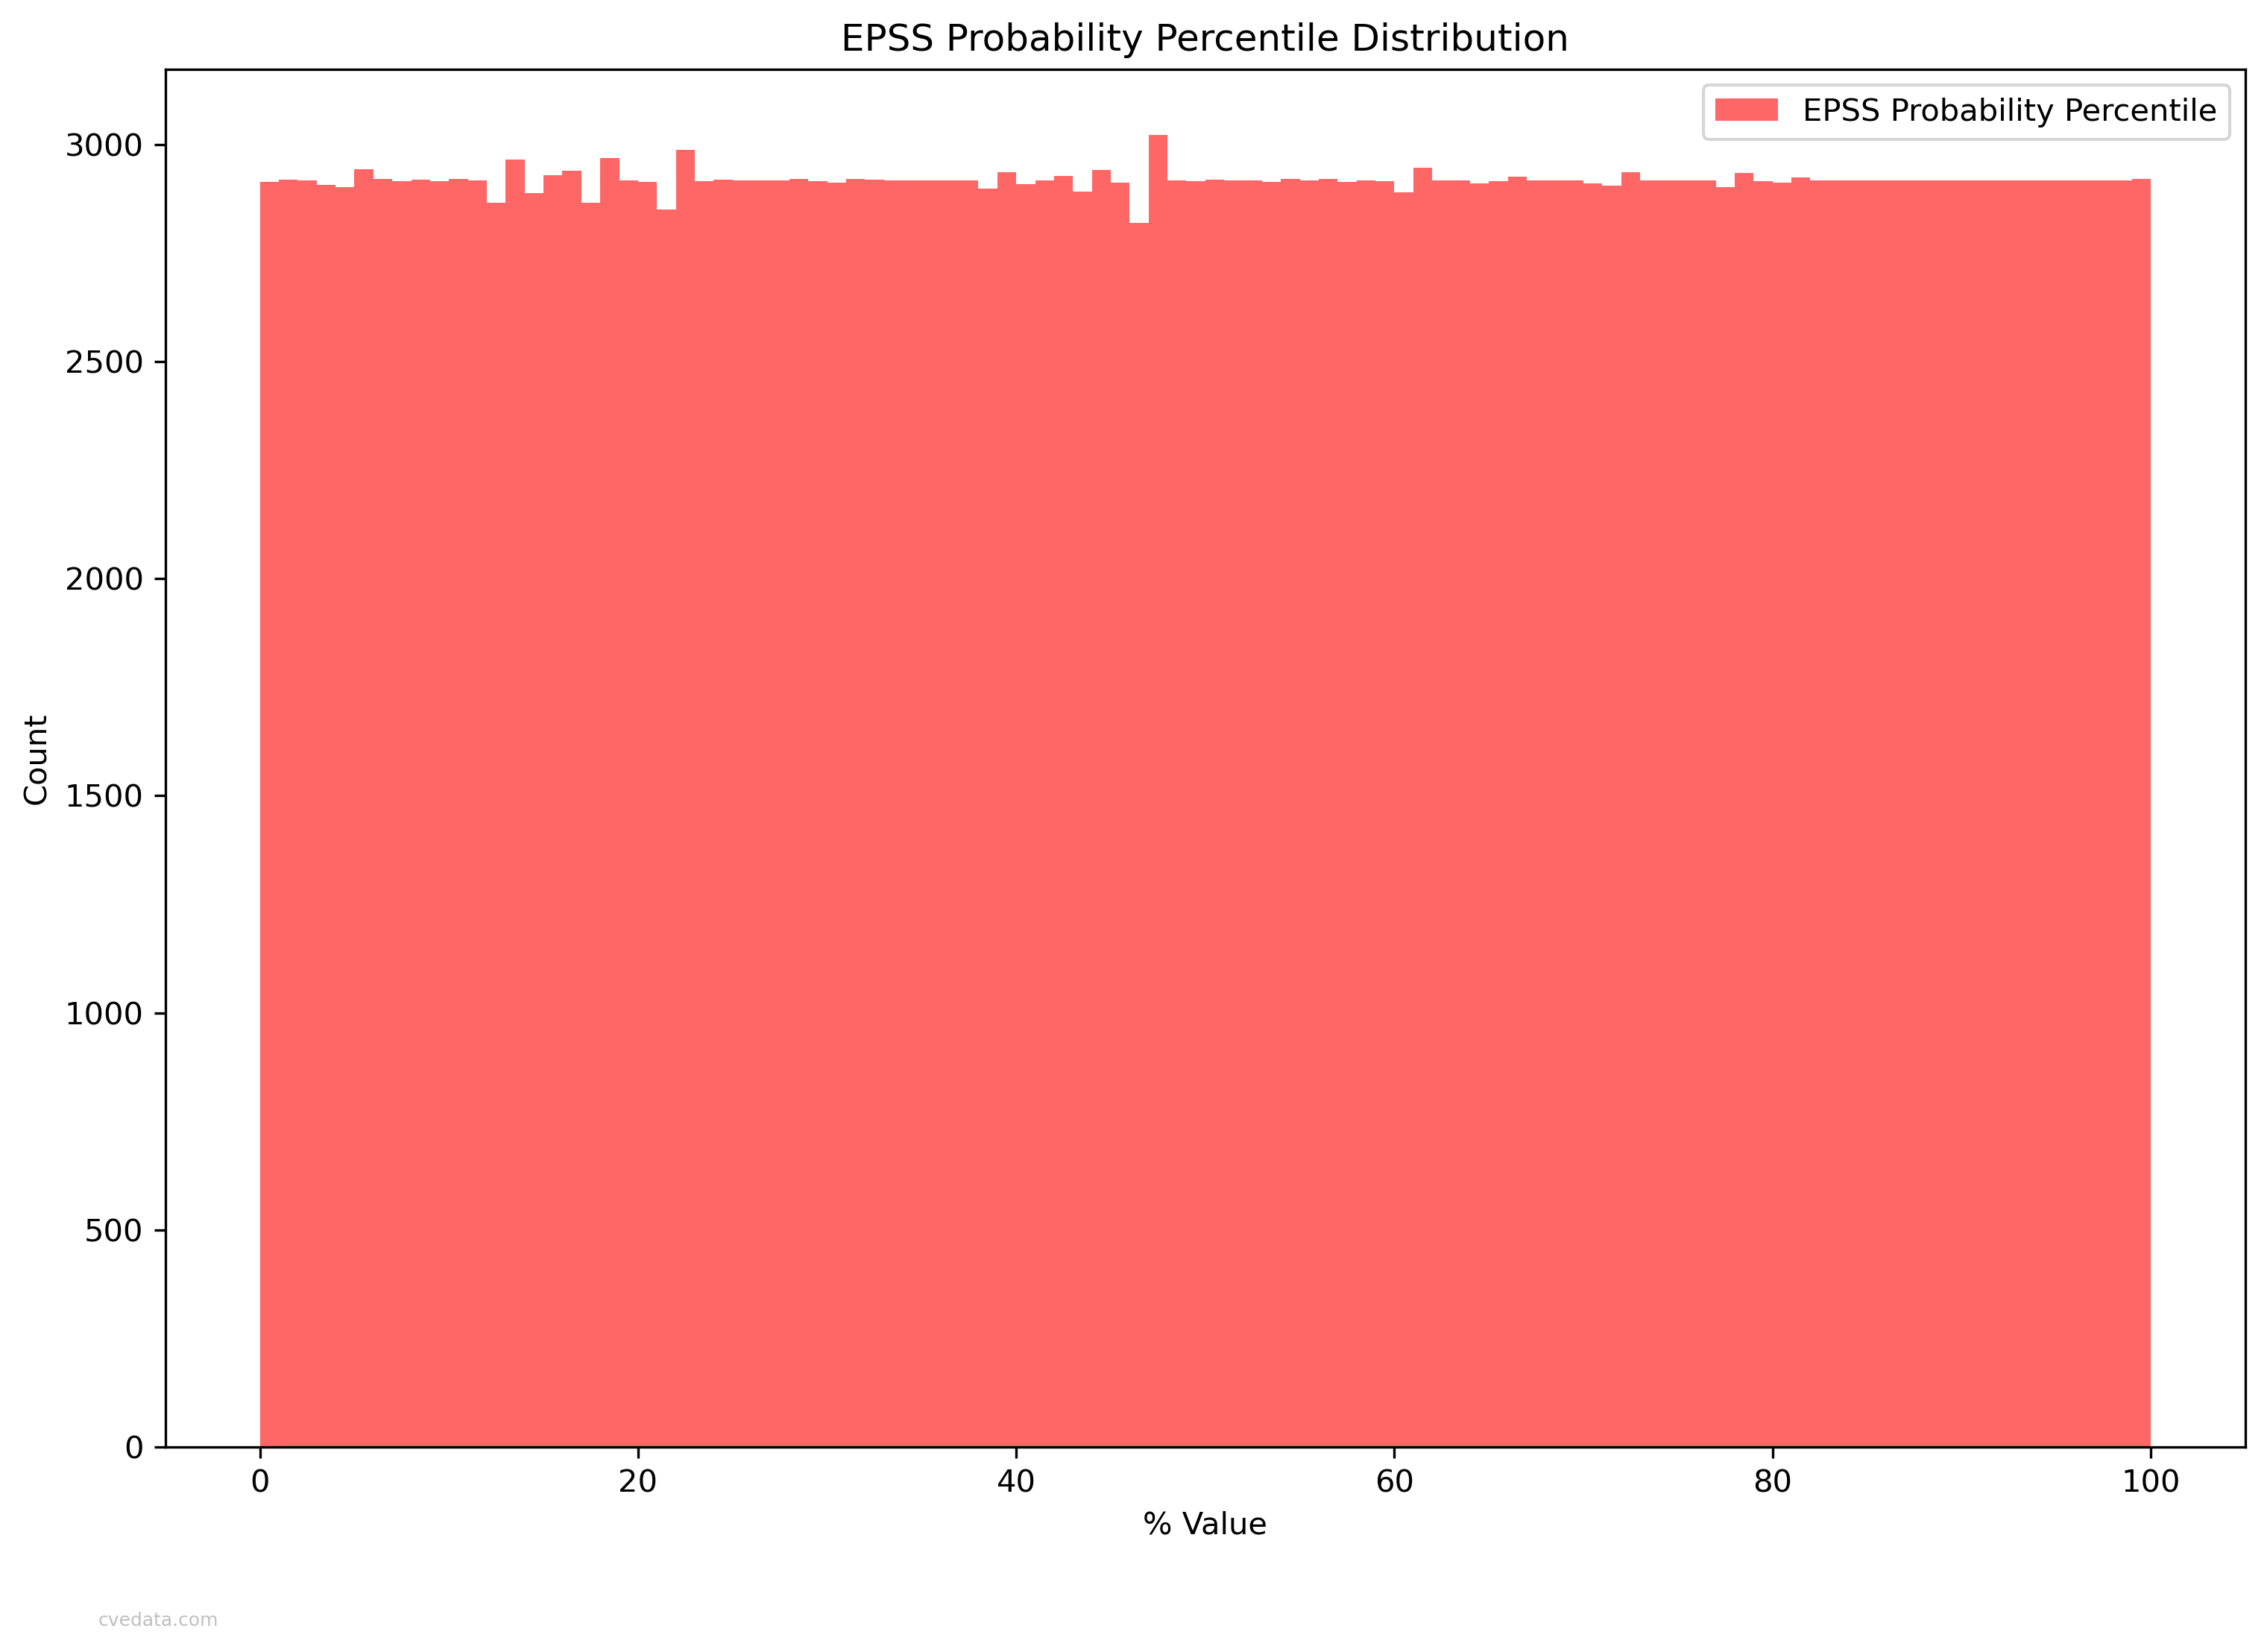 EPSS Probability Percentile Distribution
EPSS Probability Percentile
3000
2500
2000
1500
1000
500
0
Count
0 20 40 60 80 100
% Value
cvedata.com